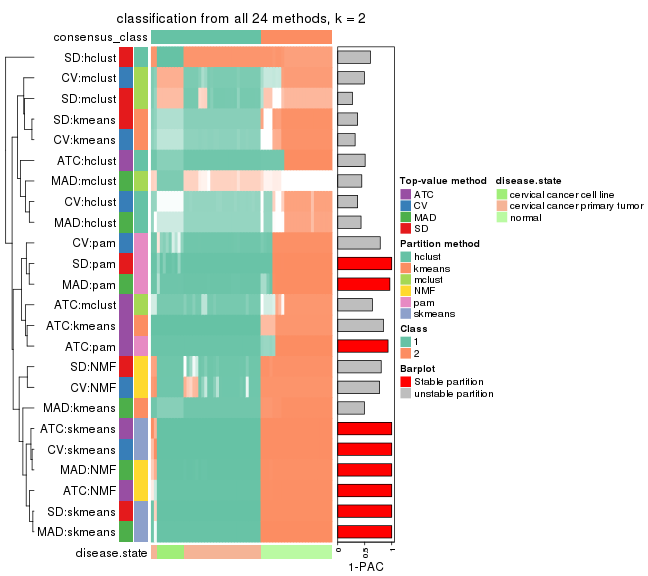 classification from all 24 methods, k = 2
consensus_class
SD:hclust
CV:mclust
SD:mclust
SD:kmeans
CV:kmeans
ATC:hclust
MAD:mclust
CV:hclust
MAD:hclust
CV:pam
SD:pam
MAD:pam
ATC:mclust
ATC:kmeans
ATC:pam
SD:NMF
CV:NMF
MAD:kmeans
ATC:skmeans
CV:skmeans
MAD:NMF
ATC:NMF
SD:skmeans
MAD:skmeans
disease.state
0
0.5
1
1-PAC
Top-value method
ATC
CV
MAD
SD
Partition method
hclust
kmeans
mclust
NMF
pam
skmeans
Class
1
2
Barplot
Stable partition
unstable partition
disease.state
cervical cancer cell line
cervical cancer primary tumor
normal